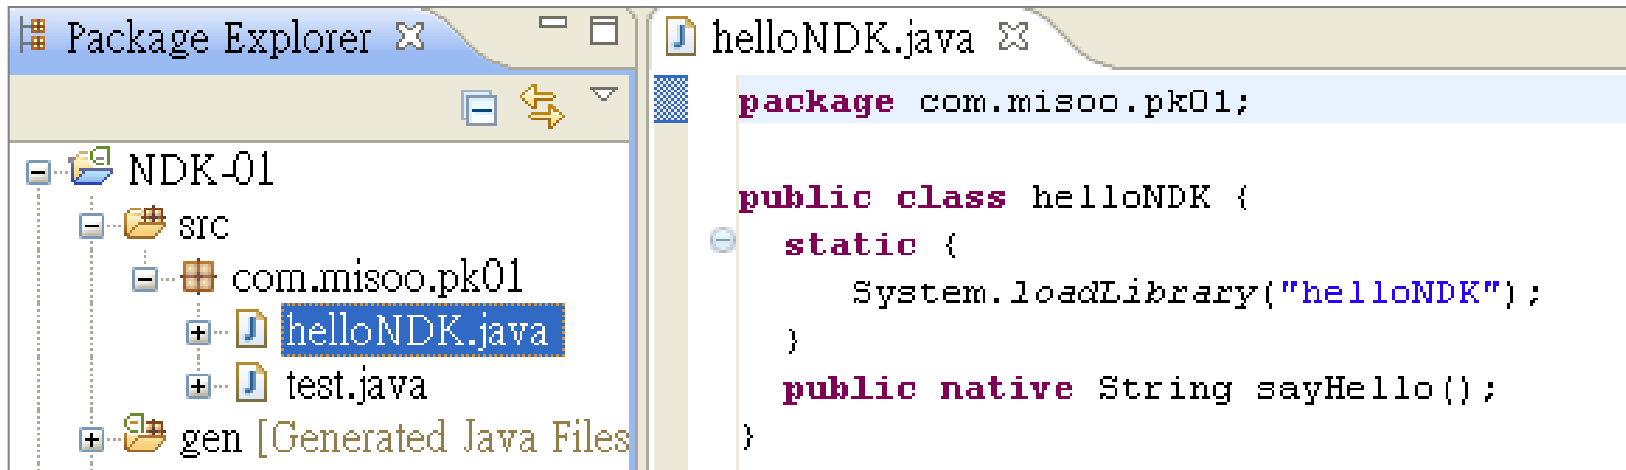 Package Explorer
NDK-01
src
com.misoo.pk01
helloNDK.java
test.java
gen [Generated Java Files
helloNDK.java
package com.misoo.pk01;
public class helloNDK {
static {
System.loadLibrary("helloNDK");
}
public native String sayHello();
}